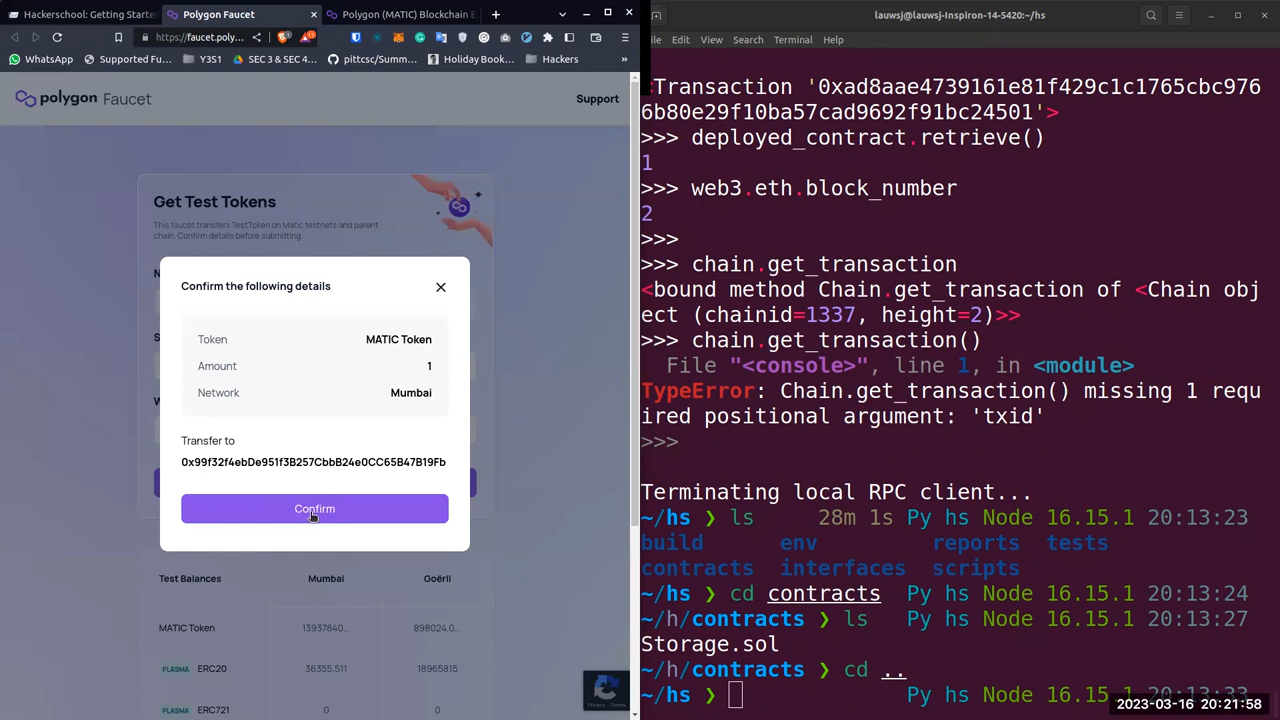 Hackerschool: Getting Starte
Polygon Faucet
Polygon (MATIC) Blockchain E
https://faucet.poly...
WhatsApp
Supported Fu...
Y3S1
SEC 3 & SEC 4...
pittcsc/Summ...
Holiday Book...
Hackers
polygon Faucet
Support
Get Test Tokens
This faucet transfers TestToken on Matic testnets and parent
chain. Confirm details before submitting.
Confirm the following details
Token MATIC Token
Amount 1
Network Mumbai
Transfer to
0x99f32f4ebDe951f3B257CbbB24e0CC65B47B19Fb
Confirm
Test Balances Mumbai Goërli
MATIC Token 13937840... 898024.0...
PLASMA ERC20 36355.511 18965815
PLASMA ERC721 0 0
Privacy - Terms
lauwsj@lauwsj-Inspiron-14-5420:~/hs
File Edit View Search Terminal Help
<Transaction '0xad8aae4739161e81f429c1c1765cbc976
6b80e29f10ba57cad9692f91bc24501'>
>>> deployed_contract.retrieve()
1
>>> web3.eth.block_number
2
>>>
>>> chain.get_transaction
<bound method Chain.get_transaction of <Chain obj
ect (chainid=1337, height=2)>>
>>> chain.get_transaction()
File "<console>", line 1, in <module>
TypeError: Chain.get_transaction() missing 1 requ
ired positional argument: 'txid'
>>>
Terminating local RPC client...
~/hs ❯ ls 28m 1s Py hs Node 16.15.1 20:13:23
build env reports tests
contracts interfaces scripts
~/hs ❯ cd contracts Py hs Node 16.15.1 20:13:24
~/h/contracts ❯ ls Py hs Node 16.15.1 20:13:27
Storage.sol
~/h/contracts ❯ cd ..
~/hs ❯ Py hs Node 16.15.1 20:13:33
2023-03-16 20:21:58